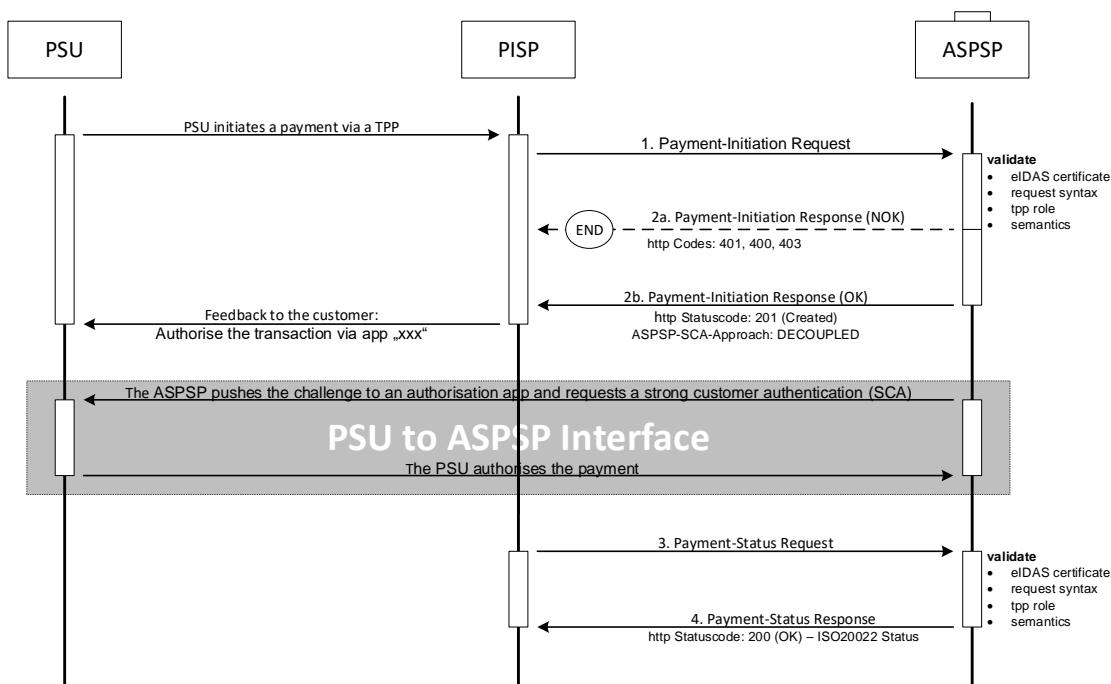 PSU
PISP
ASPSP
PSU initiates a payment via a TPP
1. Payment-Initiation Request
validate
• eIDAS certificate
• request syntax
• tpp role
• semantics
END
2a. Payment-Initiation Response (NOK)
http Codes: 401, 400, 403
2b. Payment-Initiation Response (OK)
http Statuscode: 201 (Created)
ASPSP-SCA-Approach: DECOUPLED
Feedback to the customer:
Authorise the transaction via app „xxx“
The ASPSP pushes the challenge to an authorisation app and requests a strong customer authentication (SCA)
PSU to ASPSP Interface
The PSU authorises the payment
3. Payment-Status Request
validate
• eIDAS certificate
• request syntax
• tpp role
• semantics
4. Payment-Status Response
http Statuscode: 200 (OK) – ISO20022 Status